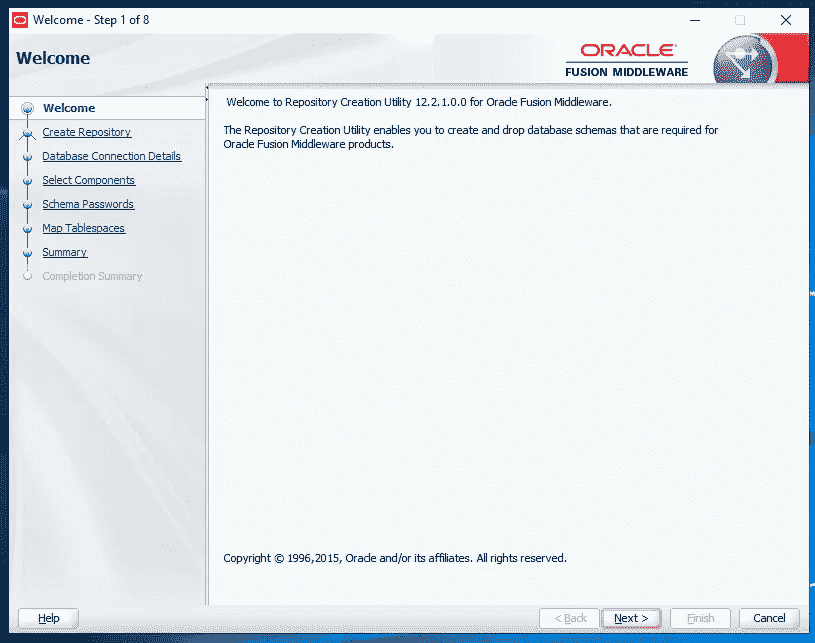 Welcome - Step 1 of 8
Welcome
ORACLE
FUSION MIDDLEWARE
Welcome
Create Repository
Database Connection Details
Select Components
Schema Passwords
Map Tablespaces
Summary
Completion Summary
Welcome to Repository Creation Utility 12.2.1.0.0 for Oracle Fusion Middleware.
The Repository Creation Utility enables you to create and drop database schemas that are required for
Oracle Fusion Middleware products.
Copyright © 1996,2015, Oracle and/or its affiliates. All rights reserved.
Help
< Back
Next >
Finish
Cancel